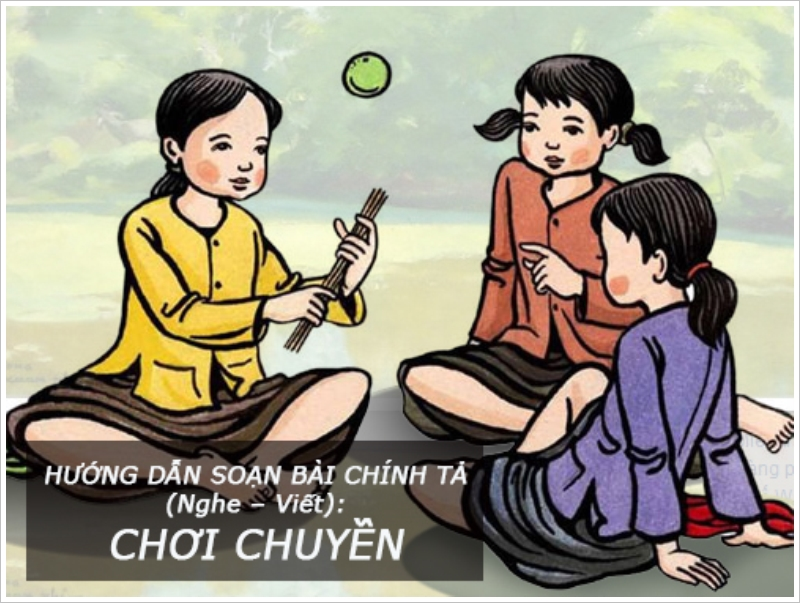 HƯỚNG DẪN SOẠN BÀI CHÍNH TẢ
(Nghe – Viết):
CHƠI CHUYỀN